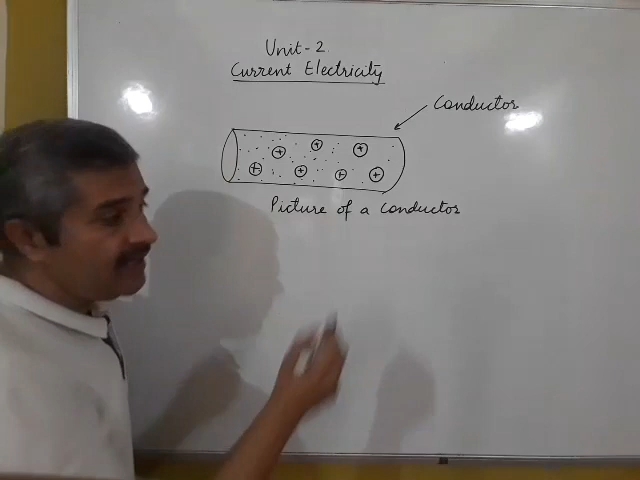 Unit-2
Current Electricity
Conductor
+ + +
+ + + +
Picture of a Conductor